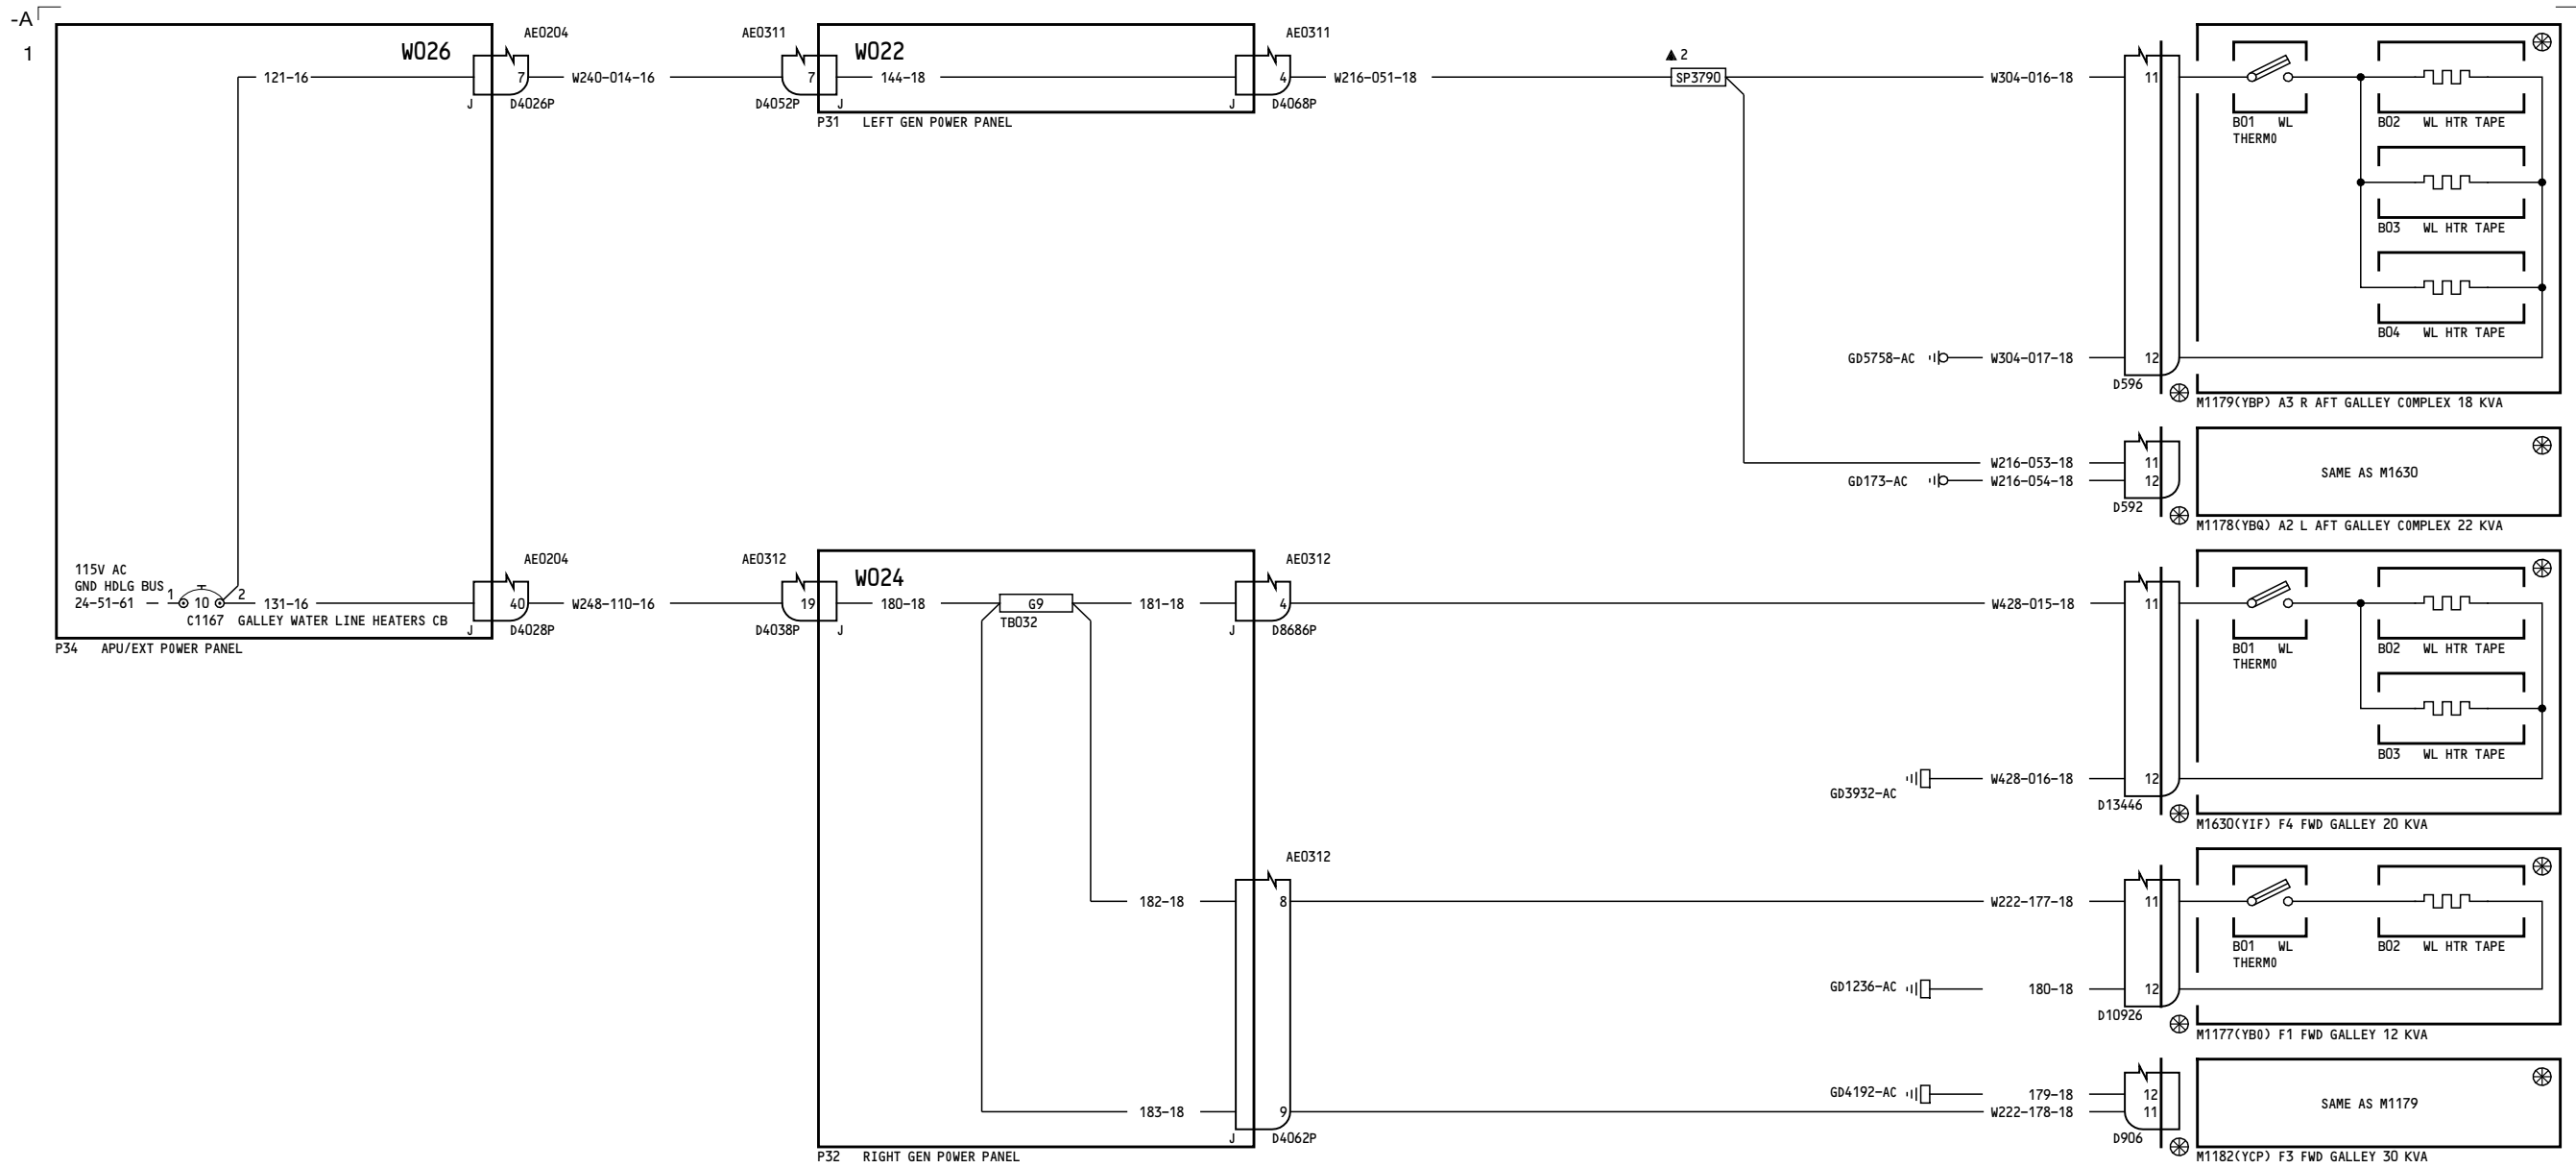 -A
1
W026
AE0204
121-16
7
W240-014-16
J
D4026P
AE0311
W022
AE0311
7
144-18
4
W216-051-18
D4052P
J
J
D4068P
P31 LEFT GEN POWER PANEL
▲ 2
SP3790
W304-016-18
11
B01 WL
THERMO
B02 WL HTR TAPE
B03 WL HTR TAPE
B04 WL HTR TAPE
GD5758-AC
W304-017-18
12
D596
M1179(YBP) A3 R AFT GALLEY COMPLEX 18 KVA
W216-053-18
11
GD173-AC
W216-054-18
12
D592
SAME AS M1630
M1178(YBQ) A2 L AFT GALLEY COMPLEX 22 KVA
115V AC
GND HDLG BUS
24-51-61
1
10
2
131-16
C1167 GALLEY WATER LINE HEATERS CB
AE0204
40
W248-110-16
J
D4028P
P34 APU/EXT POWER PANEL
AE0312
W024
AE0312
19
180-18
G9
181-18
4
W428-015-18
11
D4038P
J
TB032
J
D8686P
B01 WL
THERMO
B02 WL HTR TAPE
B03 WL HTR TAPE
GD3932-AC
W428-016-18
12
D13446
M1630(YIF) F4 FWD GALLEY 20 KVA
AE0312
182-18
8
W222-177-18
11
B01 WL
THERMO
B02 WL HTR TAPE
GD1236-AC
180-18
12
D10926
M1177(YBO) F1 FWD GALLEY 12 KVA
GD4192-AC
179-18
12
183-18
9
W222-178-18
11
J
D4062P
D906
SAME AS M1179
P32 RIGHT GEN POWER PANEL
M1182(YCP) F3 FWD GALLEY 30 KVA